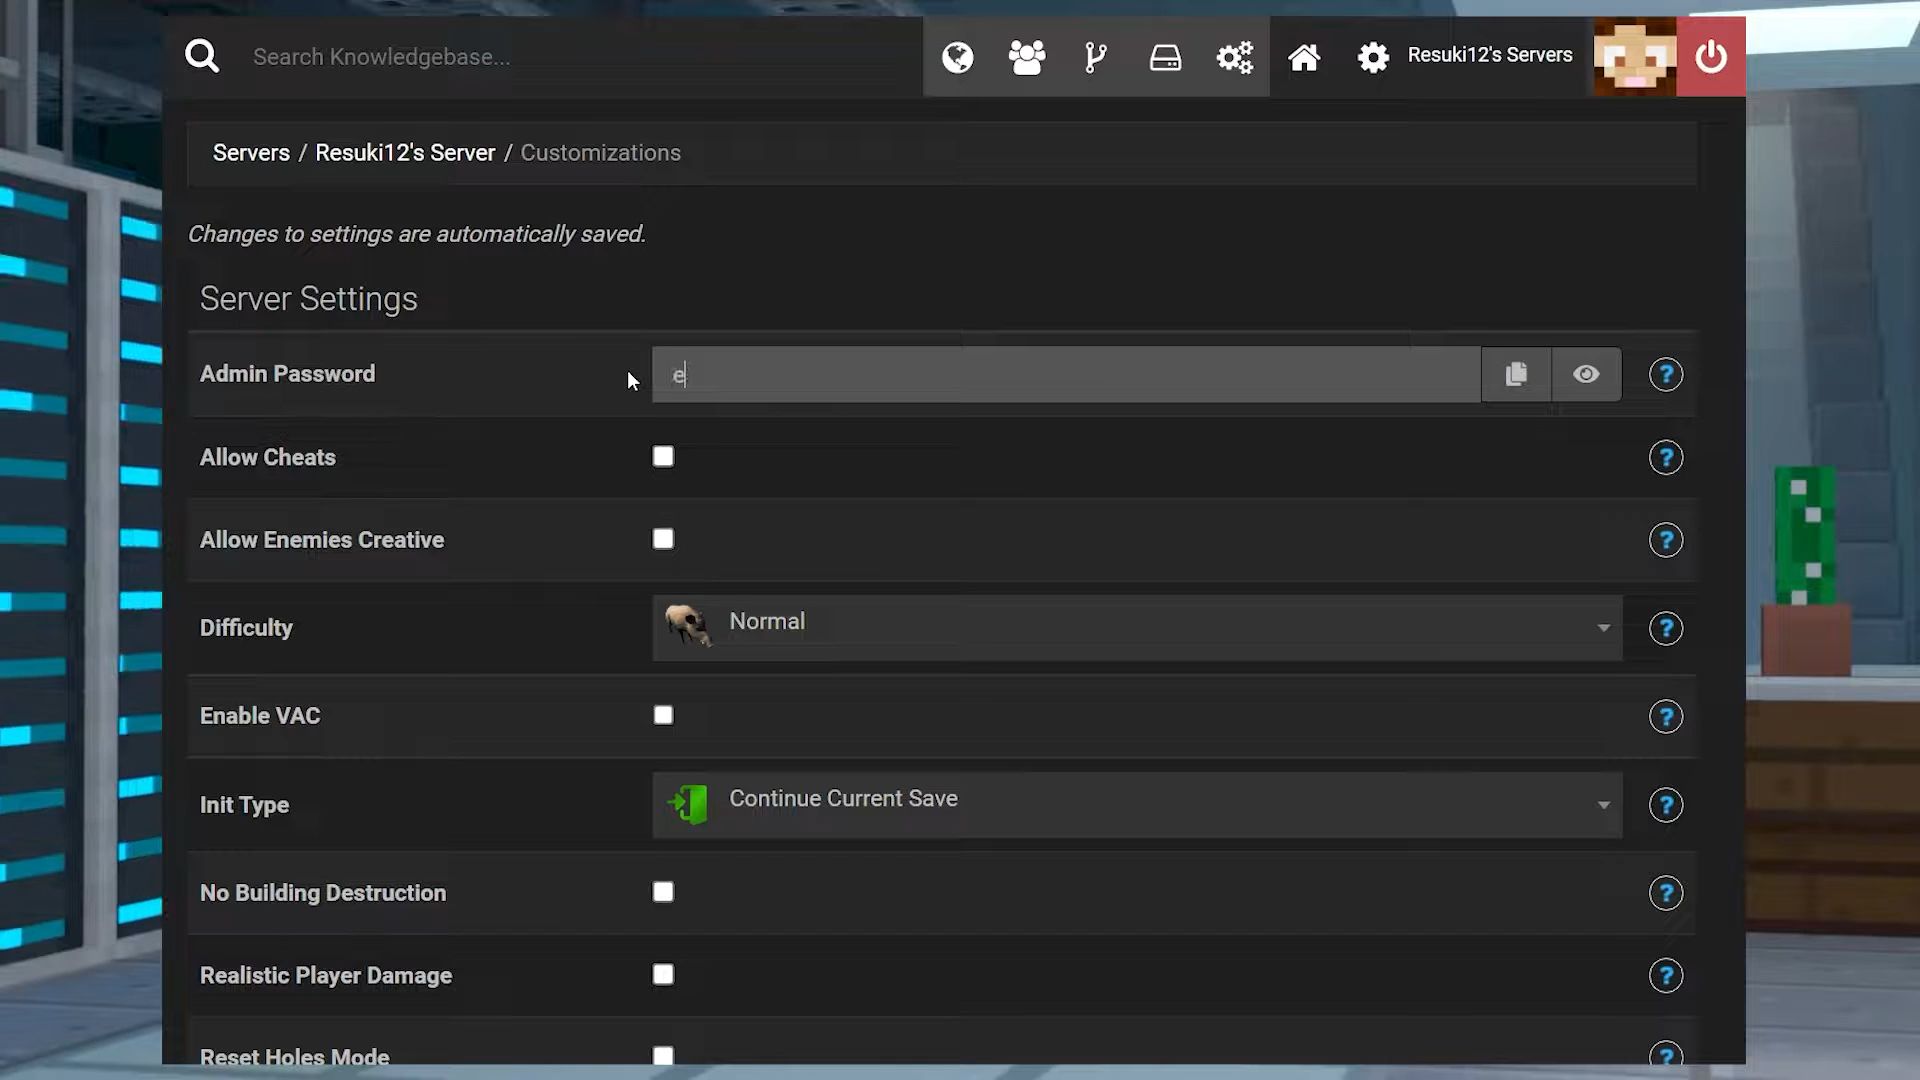 Search Knowledgebase...
Resuki12's Servers
Servers / Resuki12's Server / Customizations
Changes to settings are automatically saved.
Server Settings
Admin Password
e
?
Allow Cheats
?
Allow Enemies Creative
?
Difficulty
Normal
?
Enable VAC
?
Init Type
Continue Current Save
?
No Building Destruction
?
Realistic Player Damage
?
Reset Holes Mode
?